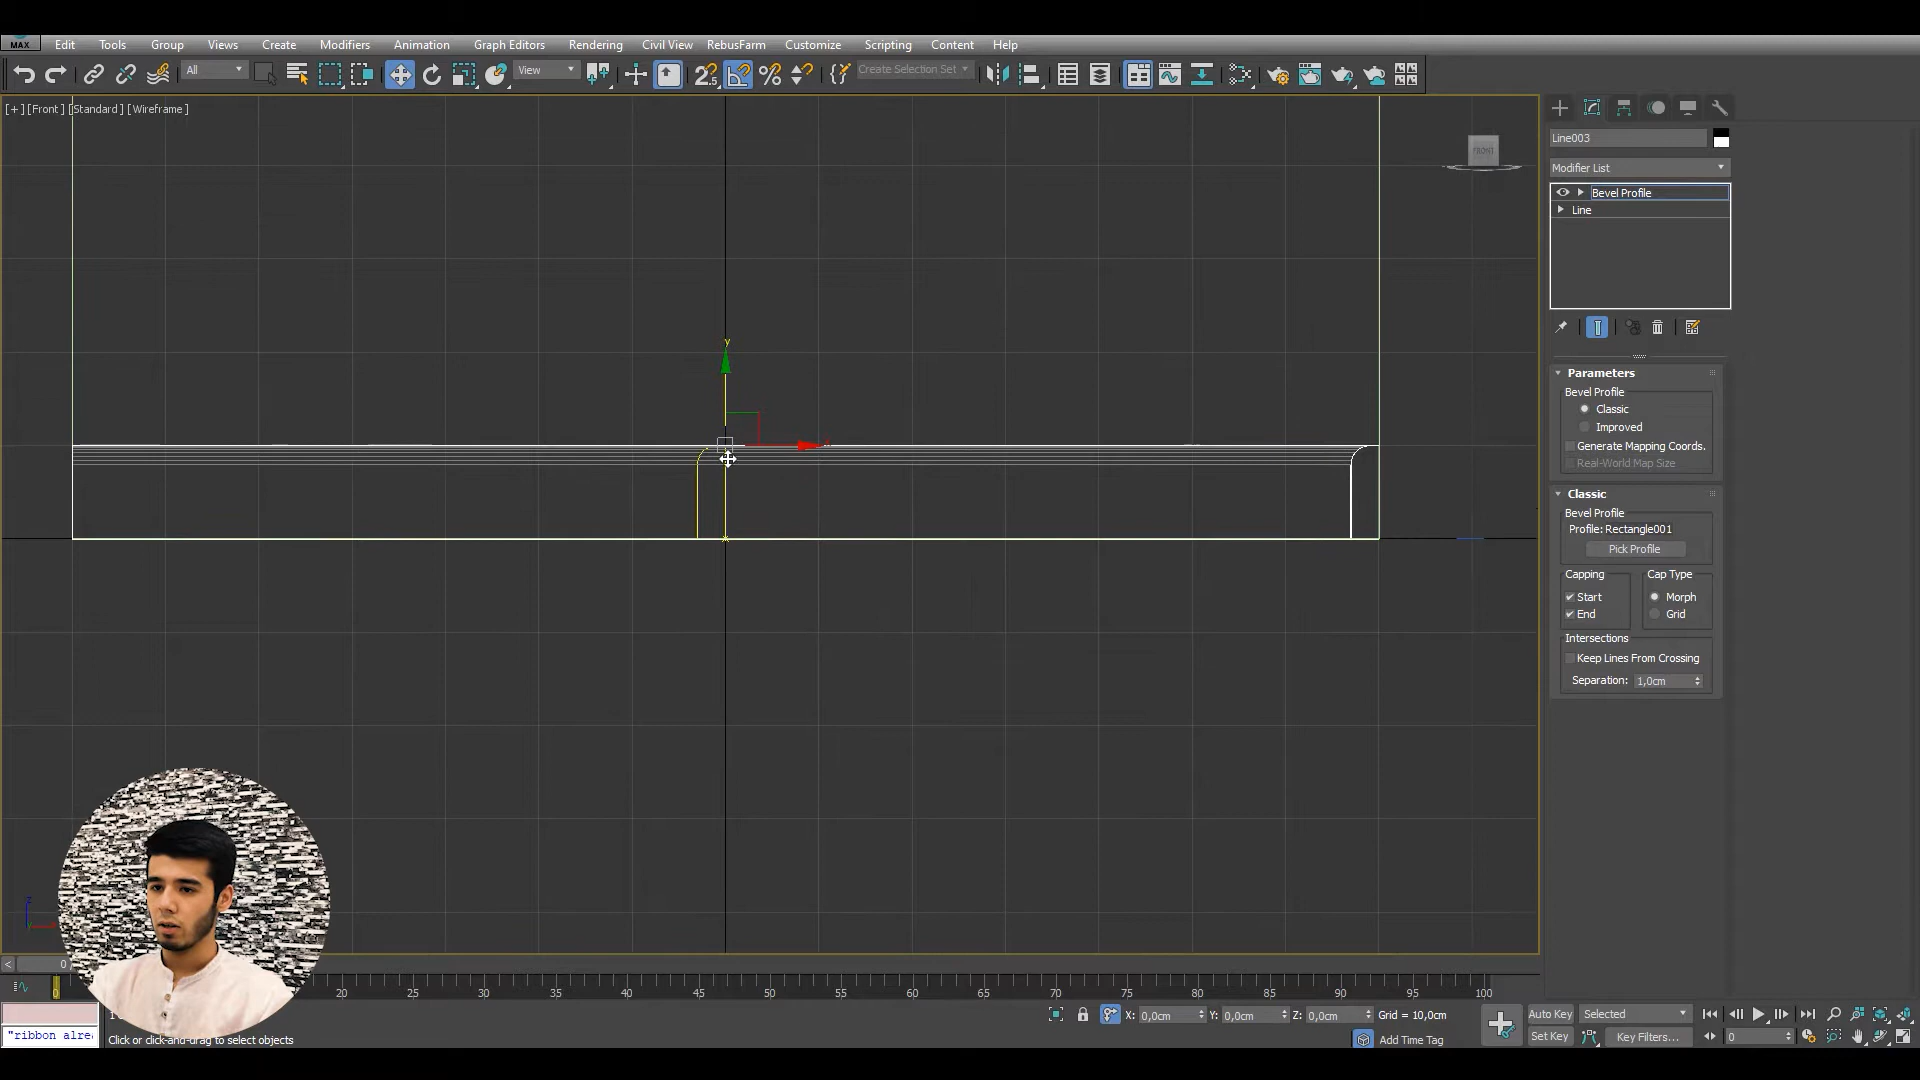 MAX Edit Tools Group Views Create Modifiers Animation Graph Editors Rendering Civil View RebusFarm Customize Scripting Content Help
All View Create Selection Set
[+] [Front] [Standard] [Wireframe]
FRONT
Line003
Modifier List
Bevel Profile
Line
Parameters
Bevel Profile
Classic
Improved
Generate Mapping Coords.
Real-World Map Size
Classic
Bevel Profile
Profile: Rectangle001
Pick Profile
Capping Cap Type
Start Morph
End Grid
Intersections
Keep Lines From Crossing
Separation: 1,0cm
y
z
< 0
0 20 25 30 35 40 45 50 55 60 65 70 75 80 85 90 95 100
X: 0,0cm Y: 0,0cm Z: 0,0cm Grid = 10,0cm Auto Key Selected
"ribbon alre Click or click-and-drag to select objects Add Time Tag Set Key Key Filters... 0